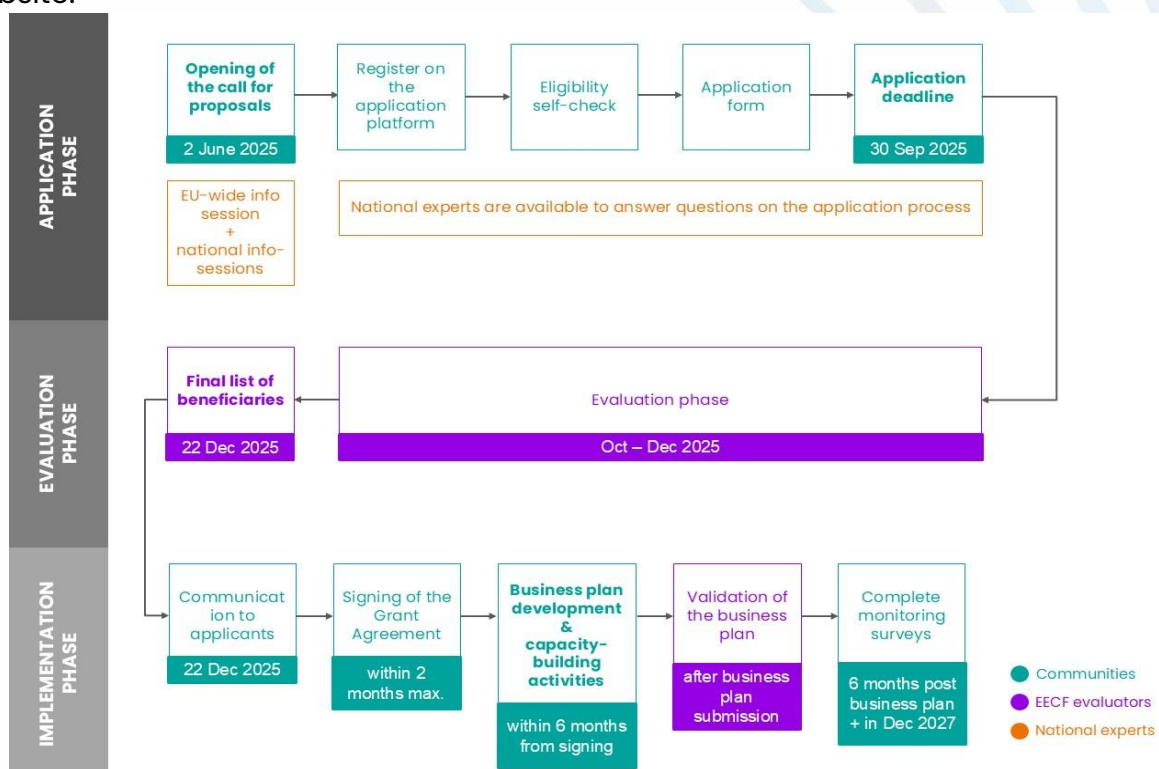 APPLICATION
PHASE
Opening of
the call for
proposals
2 June 2025
Register on
the
application
platform
Eligibility
self-check
Application
form
Application
deadline
30 Sep 2025
EU-wide info
session
+
national info-
sessions
National experts are available to answer questions on the application process
EVALUATION
PHASE
Final list of
beneficiaries
22 Dec 2025
Evaluation phase
Oct – Dec 2025
IMPLEMENTATION
PHASE
Communicat
ion to
applicants
22 Dec 2025
Signing of the
Grant
Agreement
within 2
months max.
Business plan
development
&
capacity-
building
activities
within 6 months
from signing
Validation of
the business
plan
after business
plan
submission
Complete
monitoring
surveys
6 months post
business plan
+ in Dec 2027
Communities
EECF evaluators
National experts